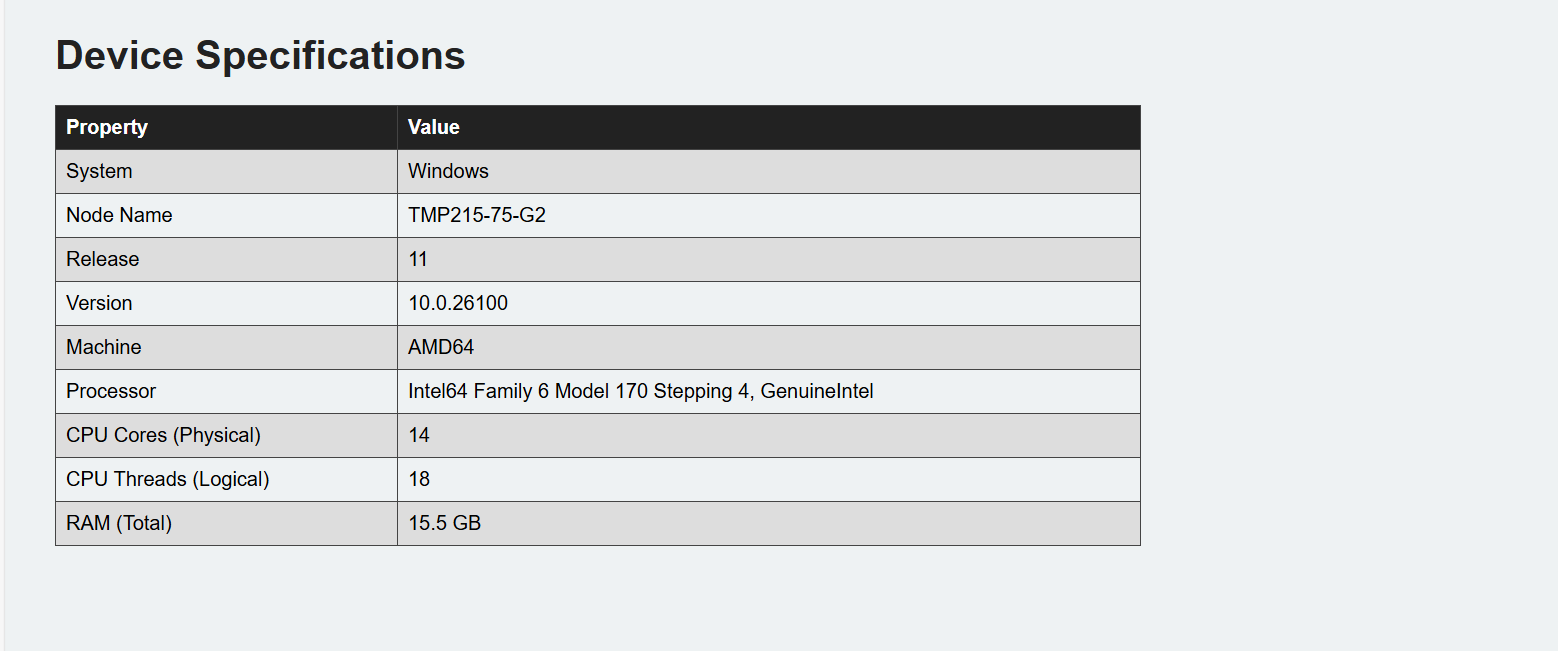 Device Specifications
Property Value
System Windows
Node Name TMP215-75-G2
Release 11
Version 10.0.26100
Machine AMD64
Processor Intel64 Family 6 Model 170 Stepping 4, GenuineIntel
CPU Cores (Physical) 14
CPU Threads (Logical) 18
RAM (Total) 15.5 GB